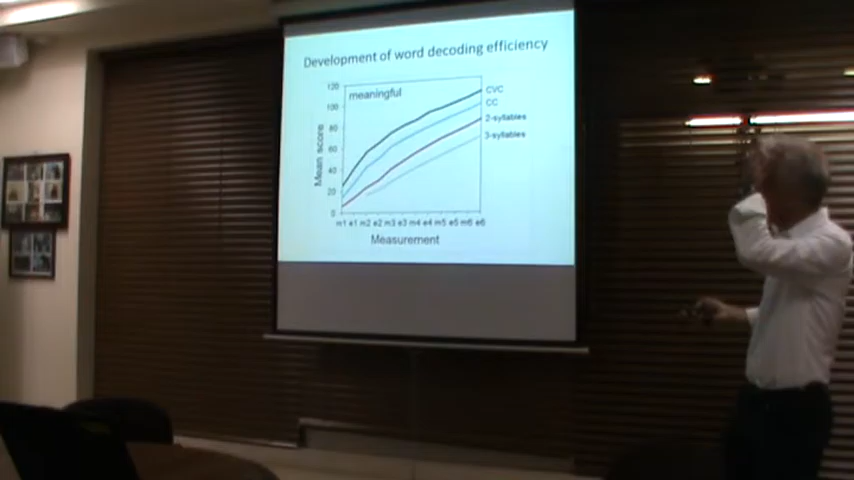 Development of word decoding efficiency
meaningful
120
100
80
60
40
20
0
Mean score
CVC
CC
2-syllables
3-syllables
m1 e1 m2 e2 m3 e3 m4 e4 m5 e5 m6 e6
Measurement